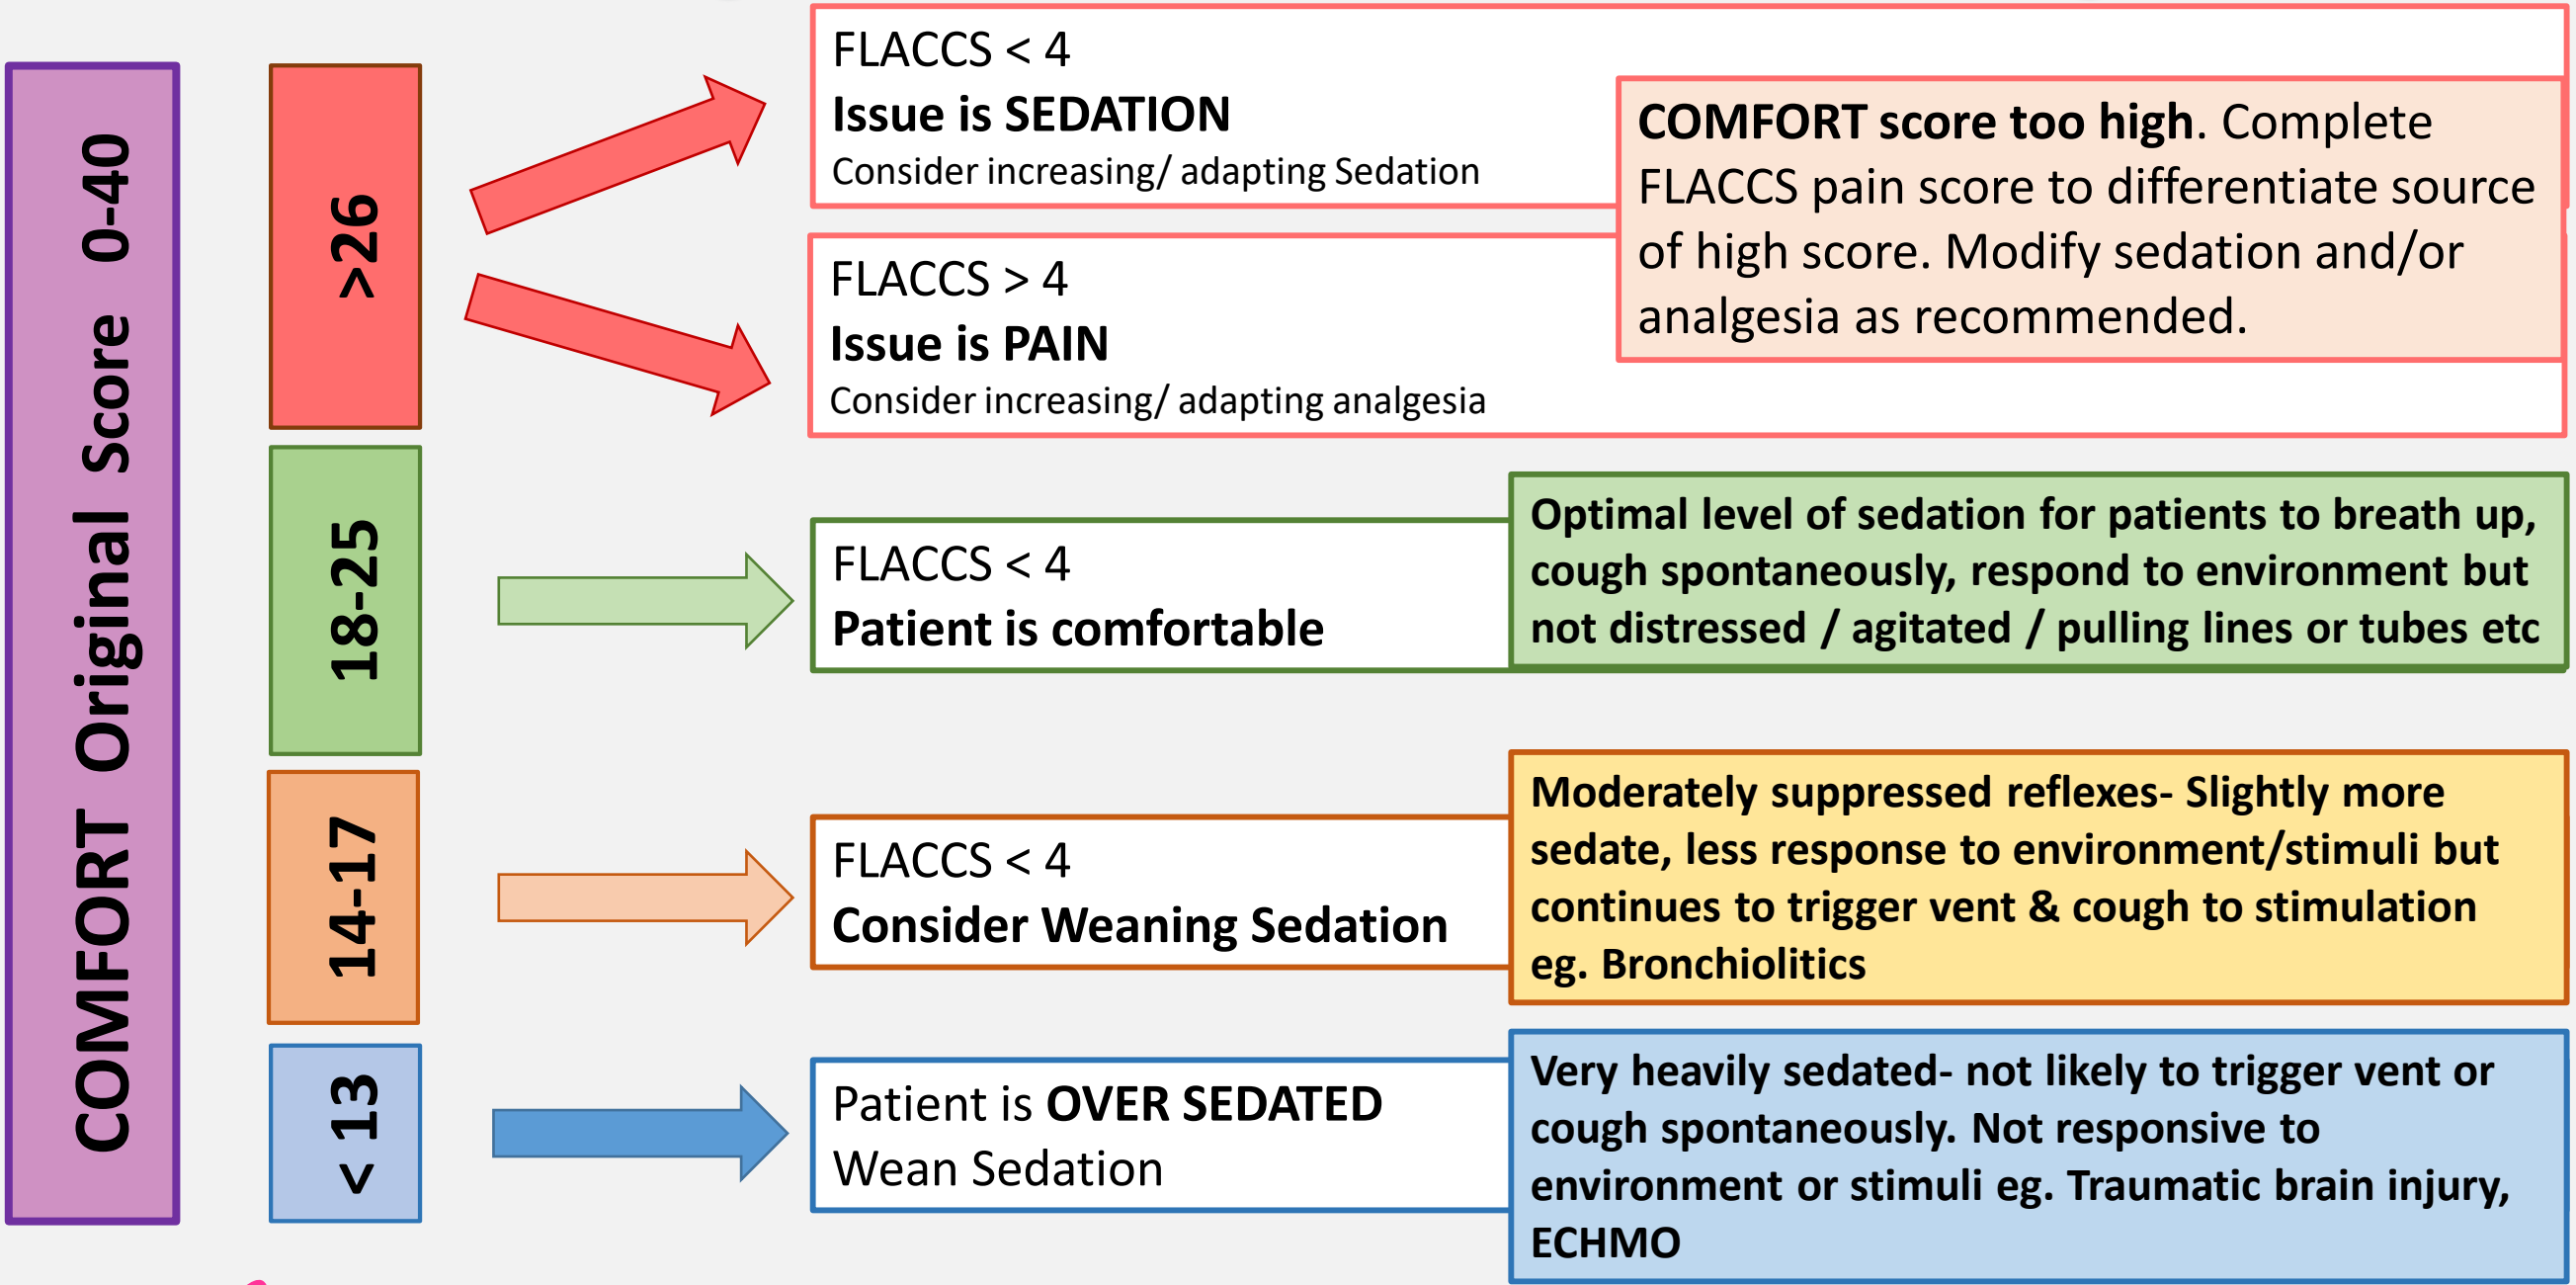 COMFORT Original Score 0-40
>26
FLACCS < 4
Issue is SEDATION
Consider increasing/ adapting Sedation
FLACCS > 4
Issue is PAIN
Consider increasing/ adapting analgesia
COMFORT score too high. Complete
FLACCS pain score to differentiate source
of high score. Modify sedation and/or
analgesia as recommended.
18-25
FLACCS < 4
Patient is comfortable
Optimal level of sedation for patients to breath up,
cough spontaneously, respond to environment but
not distressed / agitated / pulling lines or tubes etc
14-17
FLACCS < 4
Consider Weaning Sedation
Moderately suppressed reflexes- Slightly more
sedate, less response to environment/stimuli but
continues to trigger vent & cough to stimulation
eg. Bronchiolitics
< 13
Patient is OVER SEDATED
Wean Sedation
Very heavily sedated- not likely to trigger vent or
cough spontaneously. Not responsive to
environment or stimuli eg. Traumatic brain injury,
ECHMO